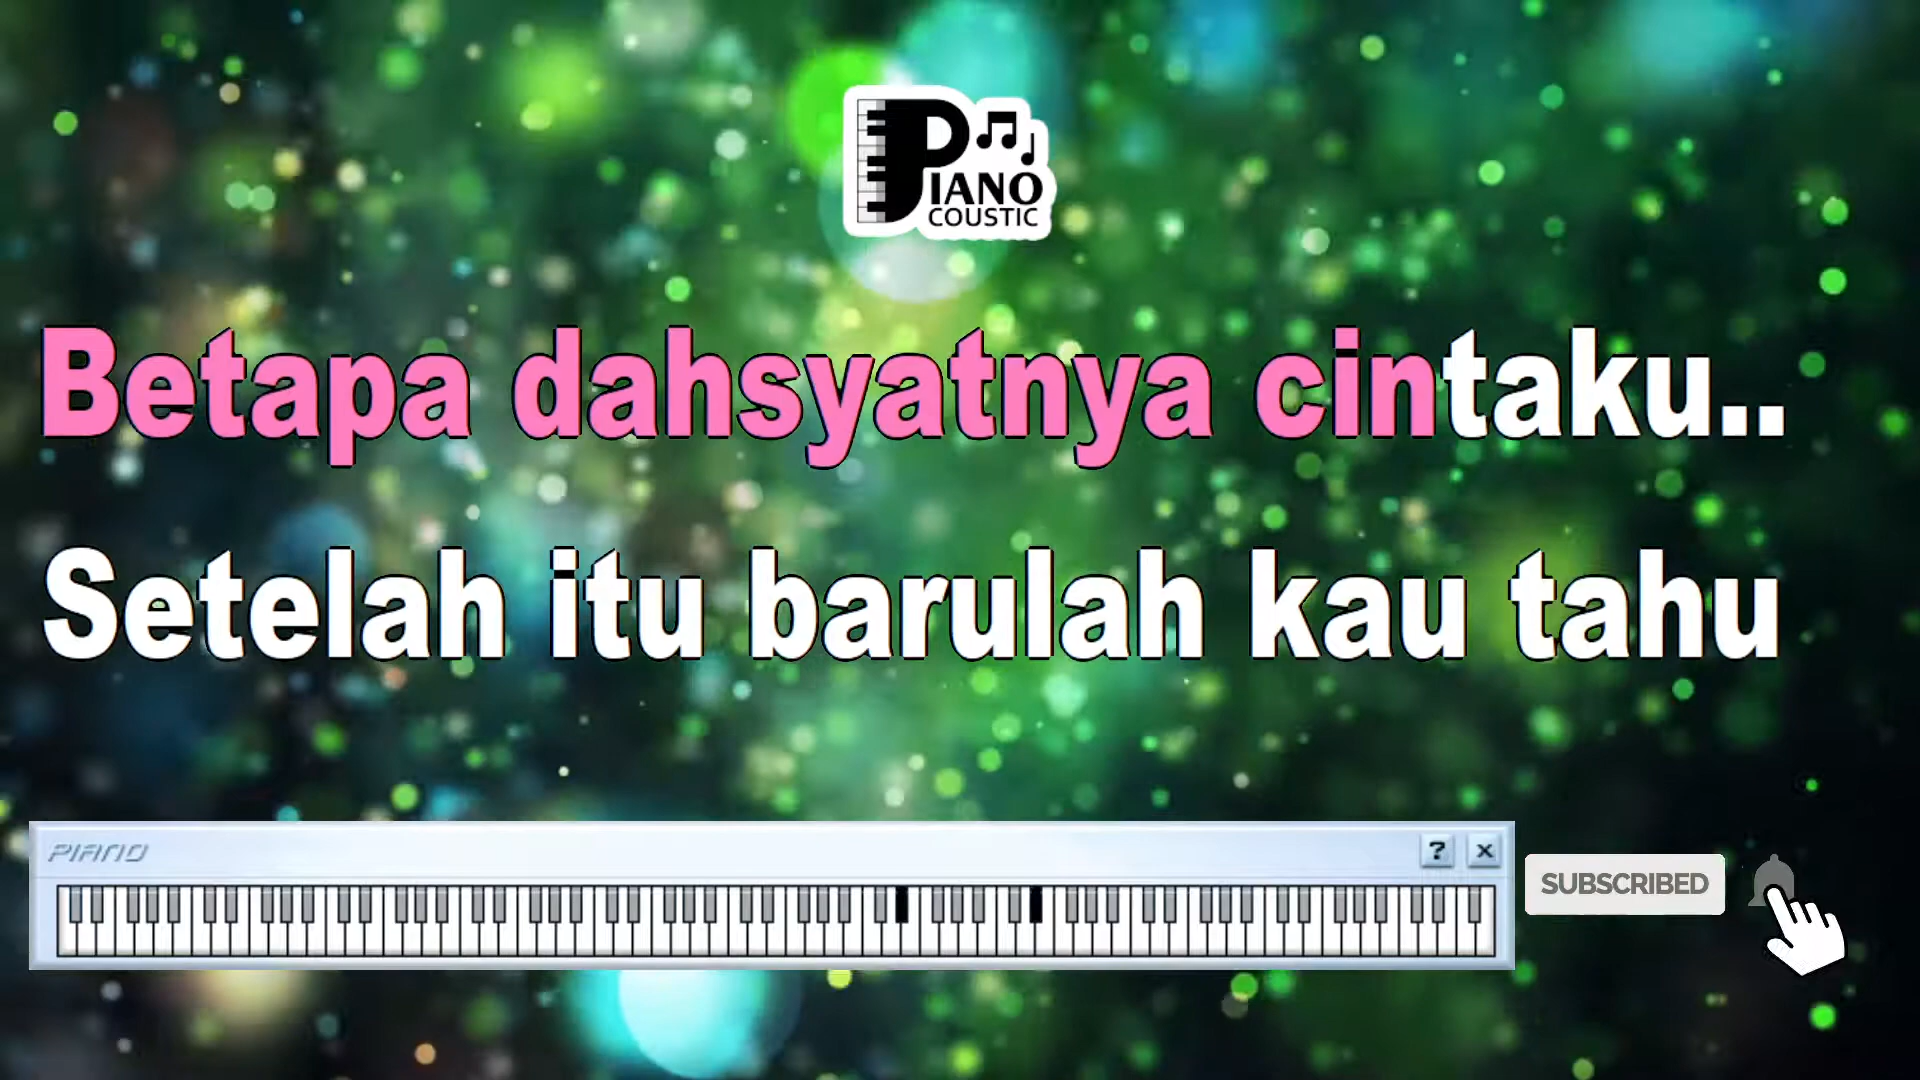 PIANO
COUSTIC
Betapa dahsyatnya cintaku..
Setelah itu barulah kau tahu
PIANO
? x
SUBSCRIBED